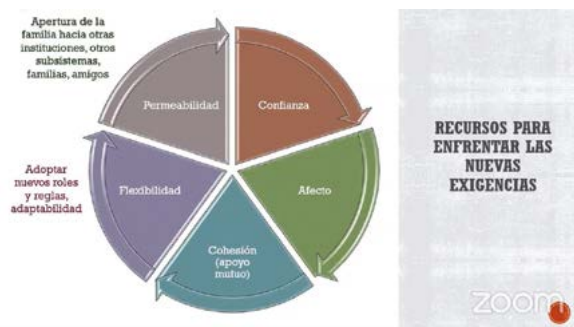 Apertura de la
familia hacia otras
instituciones, otros
subsistemas,
familias, amigos
Permeabilidad
Confianza
Adoptar
nuevos roles
y reglas,
adaptabilidad
Flexibilidad
Afecto
Cohesión
(apoyo
mutuo)
RECURSOS PARA
ENFRENTAR LAS
NUEVAS
EXIGENCIAS
zoom